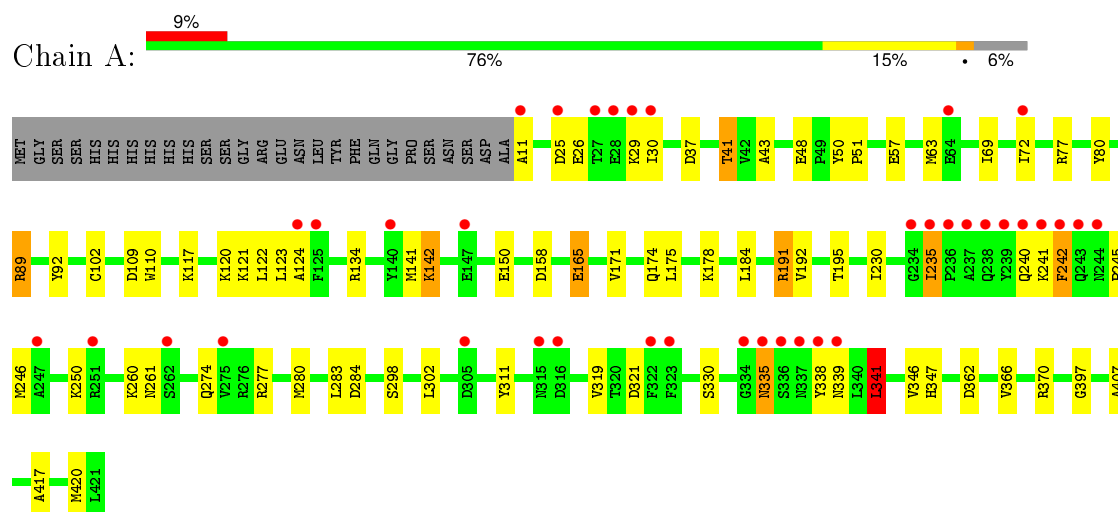 9%
Chain A:
76% 15% • 6%
MET GLY SER SER HIS HIS HIS HIS HIS HIS SER SER GLY ARG GLU ASN LEU TYR PHE GLN GLY PRO SER ASN SER ASP ALA A11 D25 E26 I27 E28 K29 I30 D37 T41 V42 A43 E48 P49 Y50 P51 E57 M63 E64 I69 I72 R77 Y80
R89 Y92 C102 D109 W110 K117 K120 K121 L122 L123 A124 F125 R134 Y140 M141 K142 E147 E150 D158 E165 V171 Q174 L175 K178 L184 R191 V192 T195 I230 G234 I235 P236 A237 Q238 Y239 Q240 K241 F242 Q243 N244
M246 A247 K250 R251 K260 N261 S262 Q274 V275 R276 R277 M280 L283 D284 S298 L302 D305 Y311 N315 D316 V319 T320 D321 F322 F323 S330 G334 N335 S336 N337 Y338 N339 L340 L341 V346 H347 D362 V366 R370 G397
A417 M420 L421